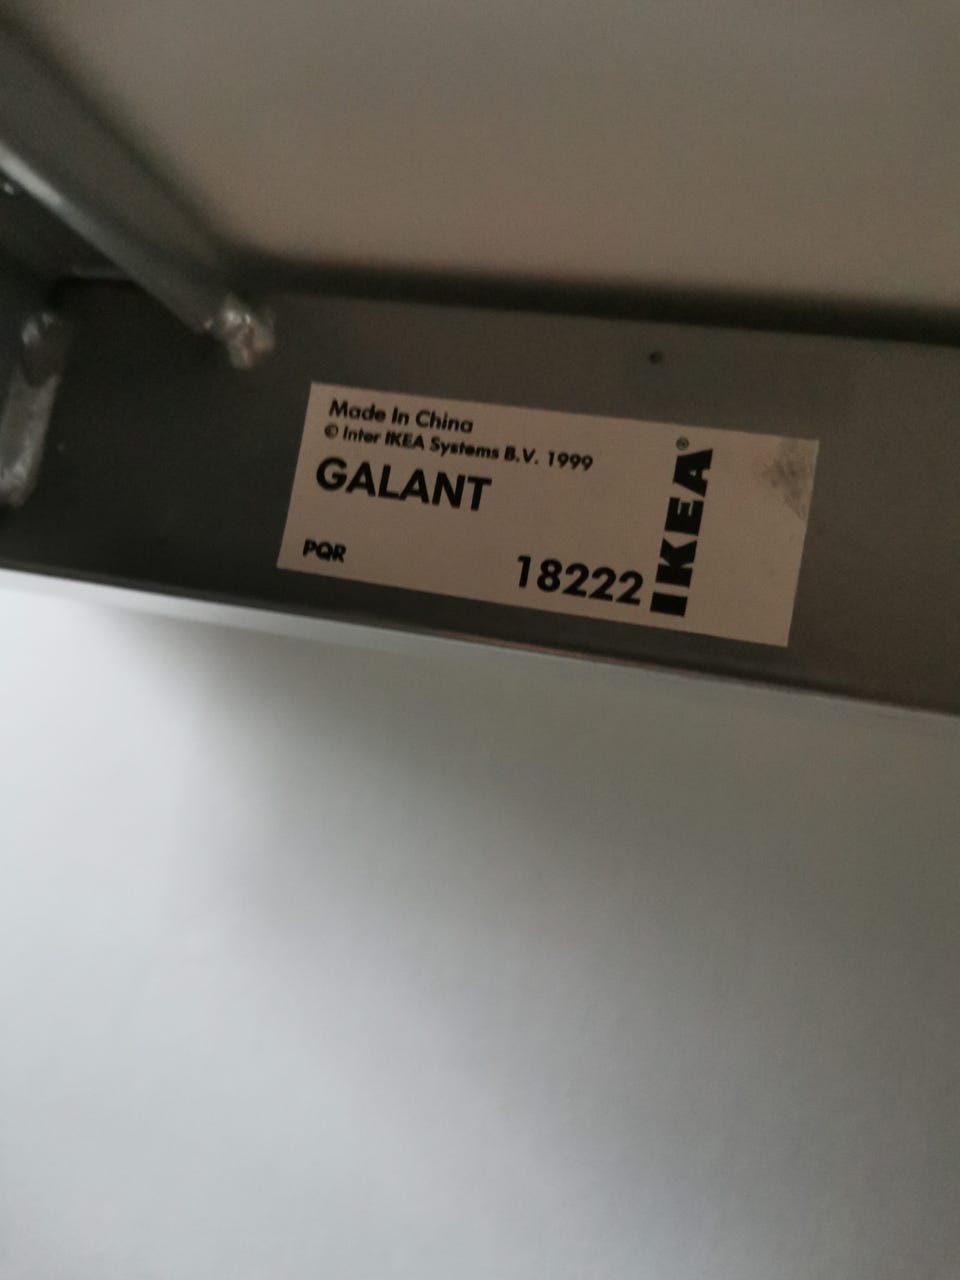 Made In China
© Inter IKEA Systems B.V. 1999
GALANT
PQR
18222
IKEA®